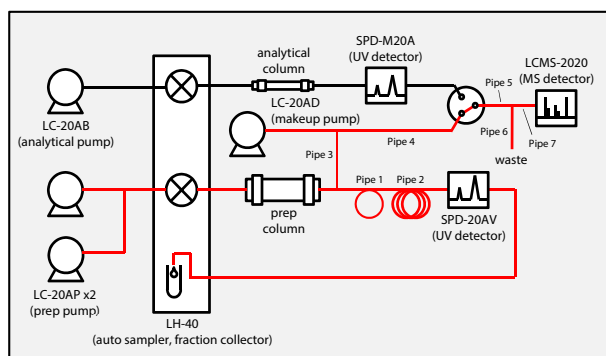 SPD-M20A
(UV detector)
analytical
column
LCMS-2020
(MS detector)
Pipe 5
LC-20AB
(analytical pump)
LC-20AD
(makeup pump)
Pipe 4
Pipe 6
Pipe 7
waste
Pipe 3
Pipe 1
Pipe 2
prep
column
SPD-20AV
(UV detector)
LC-20AP x2
(prep pump)
LH-40
(auto sampler, fraction collector)